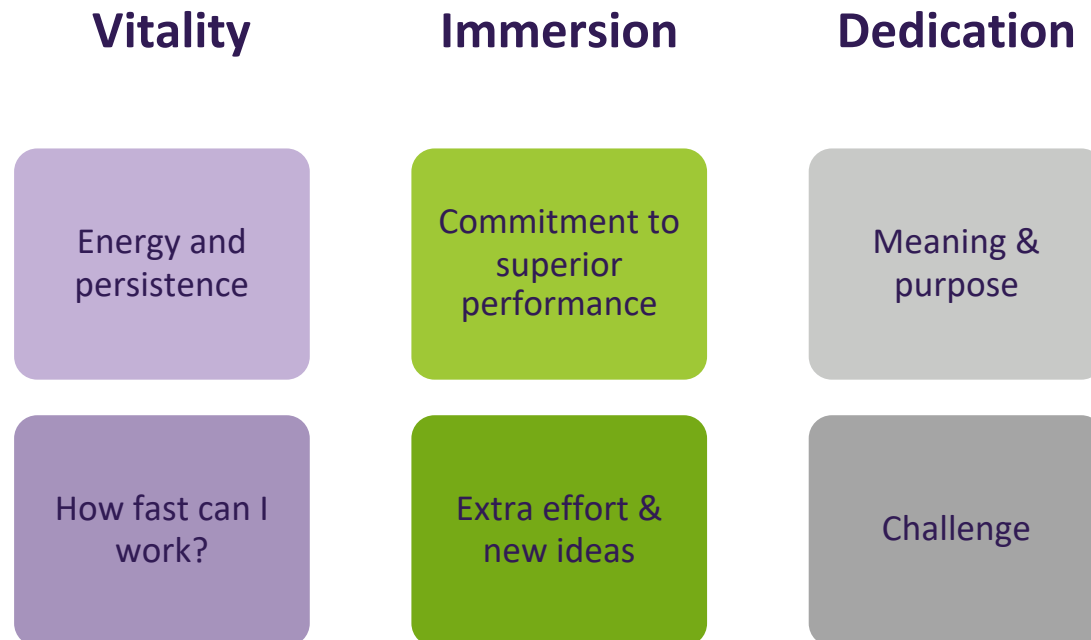 Vitality
Immersion
Dedication
Energy and
persistence
Commitment to
superior
performance
Meaning &
purpose
How fast can I
work?
Extra effort &
new ideas
Challenge